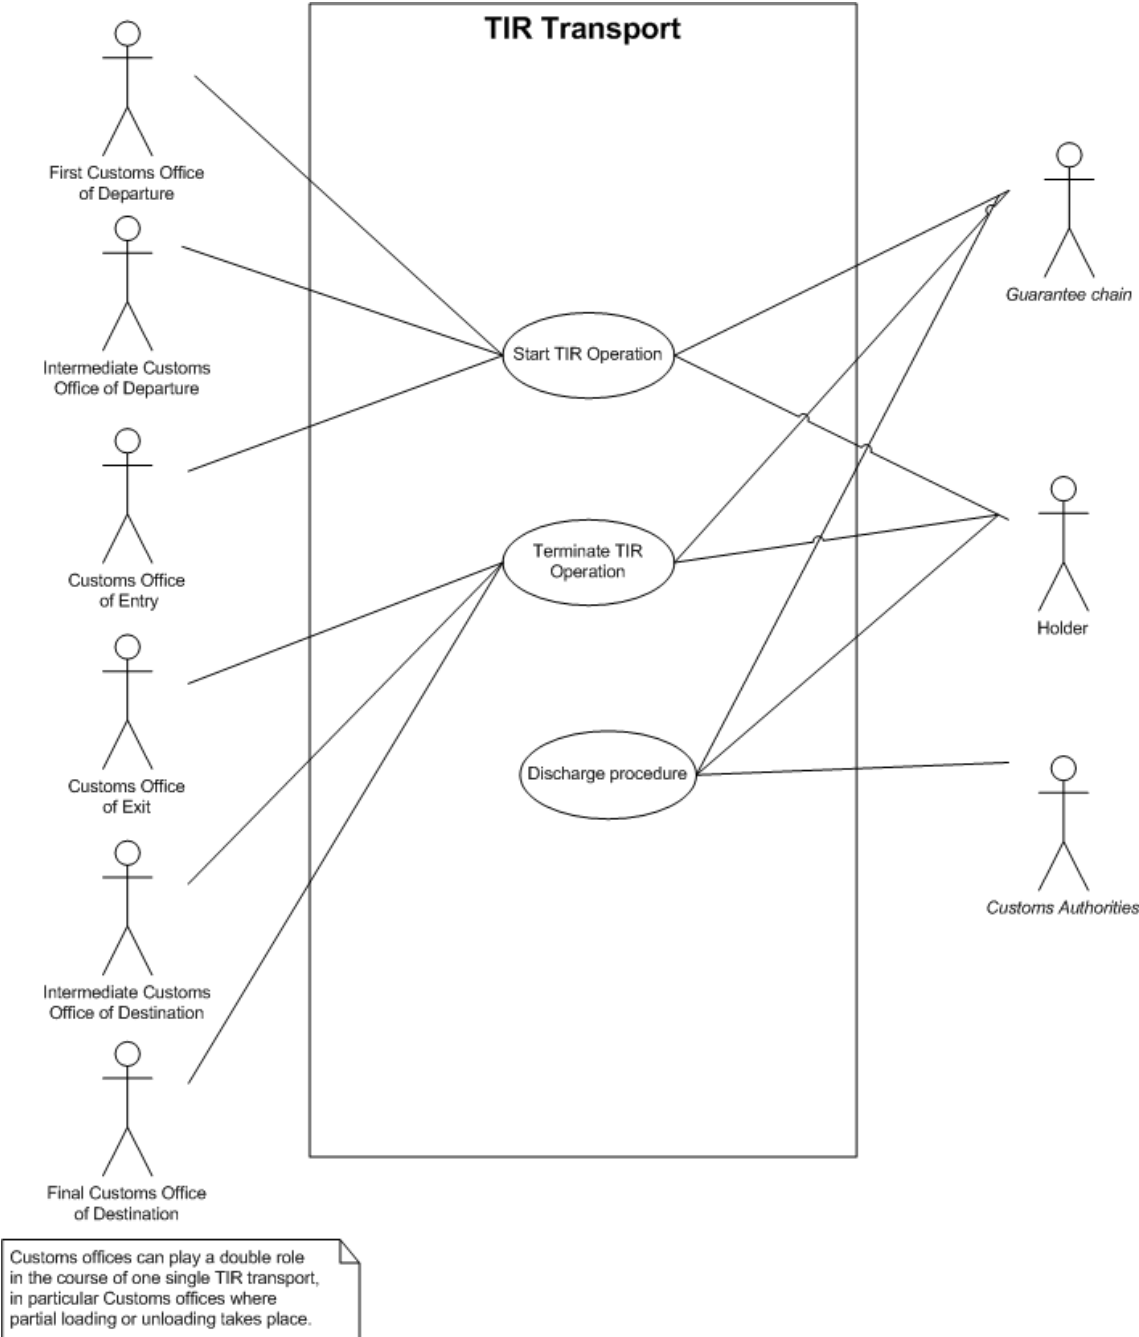 TIR Transport
First Customs Office
of Departure
Intermediate Customs
Office of Departure
Customs Office
of Entry
Customs Office
of Exit
Intermediate Customs
Office of Destination
Final Customs Office
of Destination
Start TIR Operation
Terminate TIR
Operation
Discharge procedure
Guarantee chain
Holder
Customs Authorities
Customs offices can play a double role
in the course of one single TIR transport,
in particular Customs offices where
partial loading or unloading takes place.